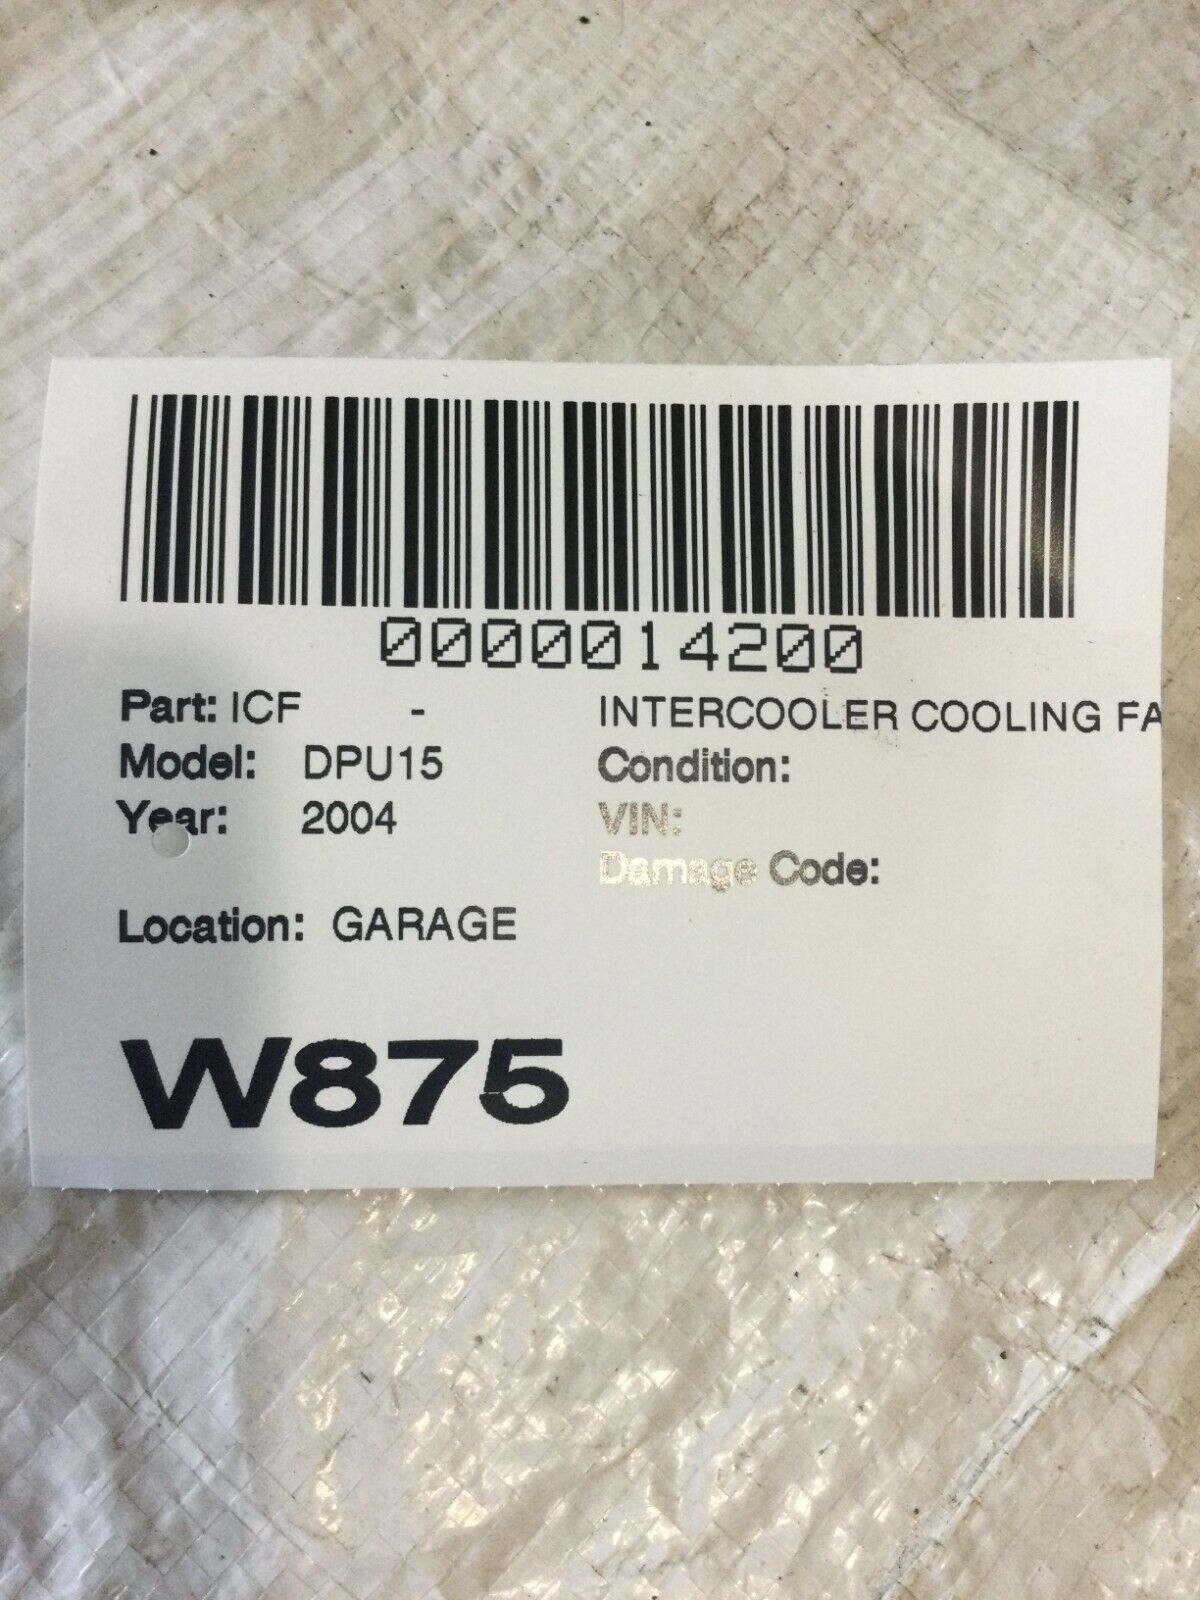 0000014200
Part: ICF - INTERCOOLER COOLING FA
Model: DPU15 Condition:
Year: 2004 VIN:
Damage Code:
Location: GARAGE
W875